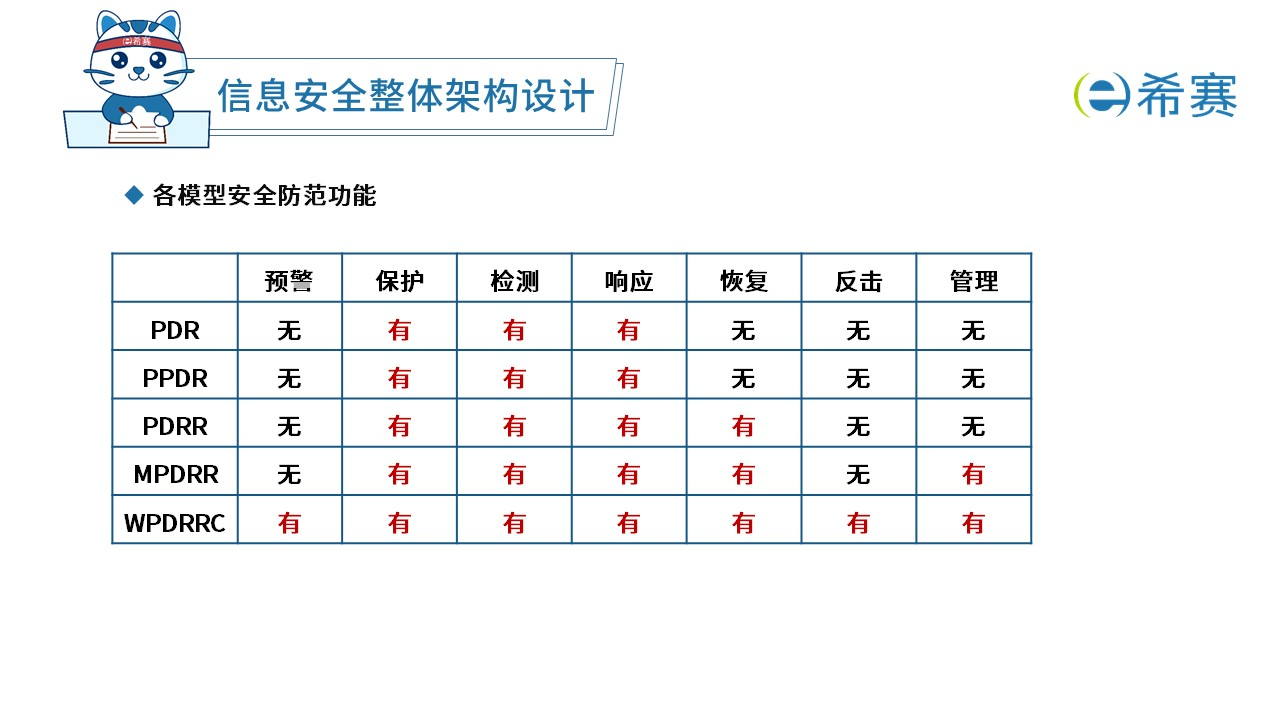 希赛
信息安全整体架构设计
希赛
各模型安全防范功能
预警 保护 检测 响应 恢复 反击 管理
PDR 无 有 有 有 无 无 无
PPDR 无 有 有 有 无 无 无
PDRR 无 有 有 有 有 无 无
MPDRR 无 有 有 有 有 无 有
WPDRRC 有 有 有 有 有 有 有